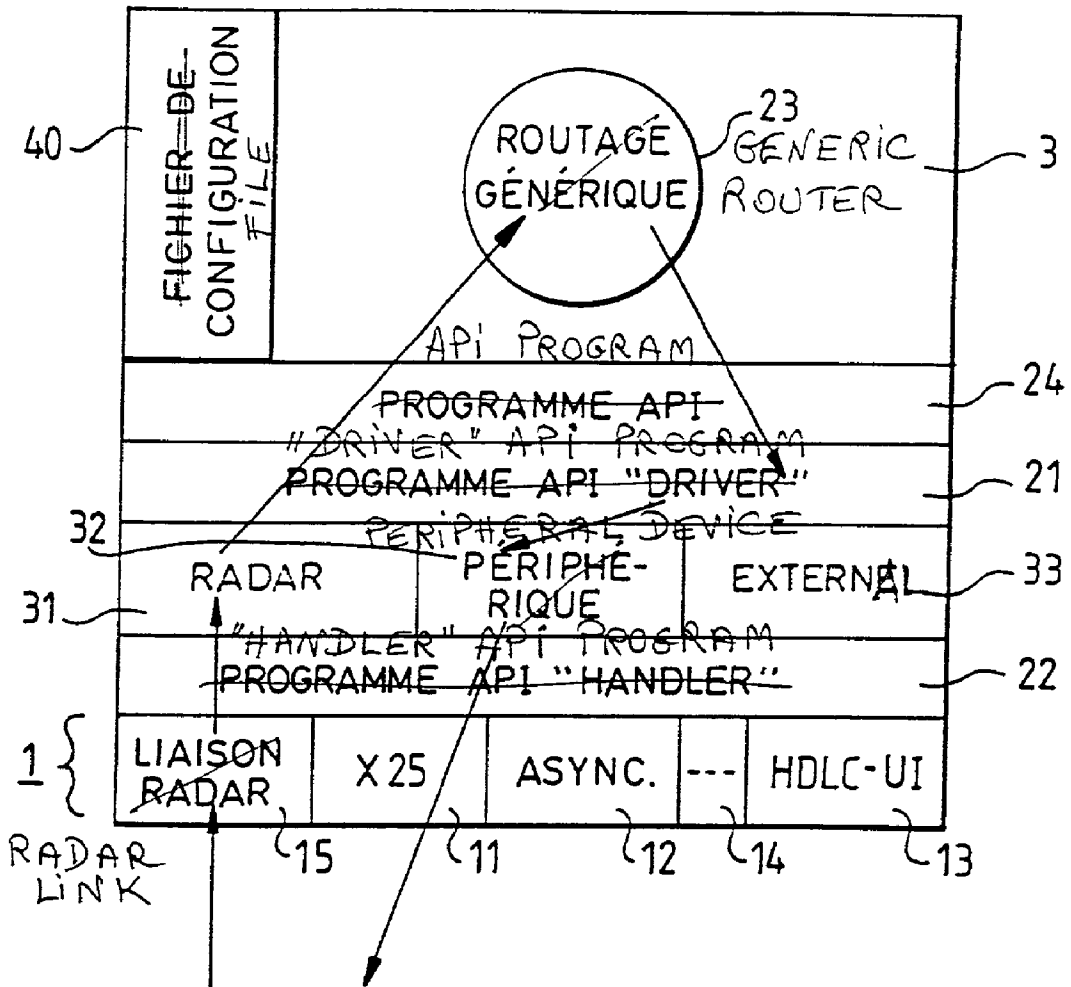 FICHIER DE
CONFIGURATION
FILE
40
ROUTAGE
GÉNÉRIQUE
23
GENERIC
ROUTER
3
API PROGRAM
PROGRAMME API
24
"DRIVER" API PROGRAM
PROGRAMME API "DRIVER"
21
PERIPHERAL DEVICE
32
RADAR
PÉRIPHÉ-
RIQUE
EXTERNAL
33
31
"HANDLER" API PROGRAM
PROGRAMME API "HANDLER"
22
1
LIAISON
RADAR
X25
ASYNC.
---
HDLC-UI
15
11
12
14
13
RADAR
LINK